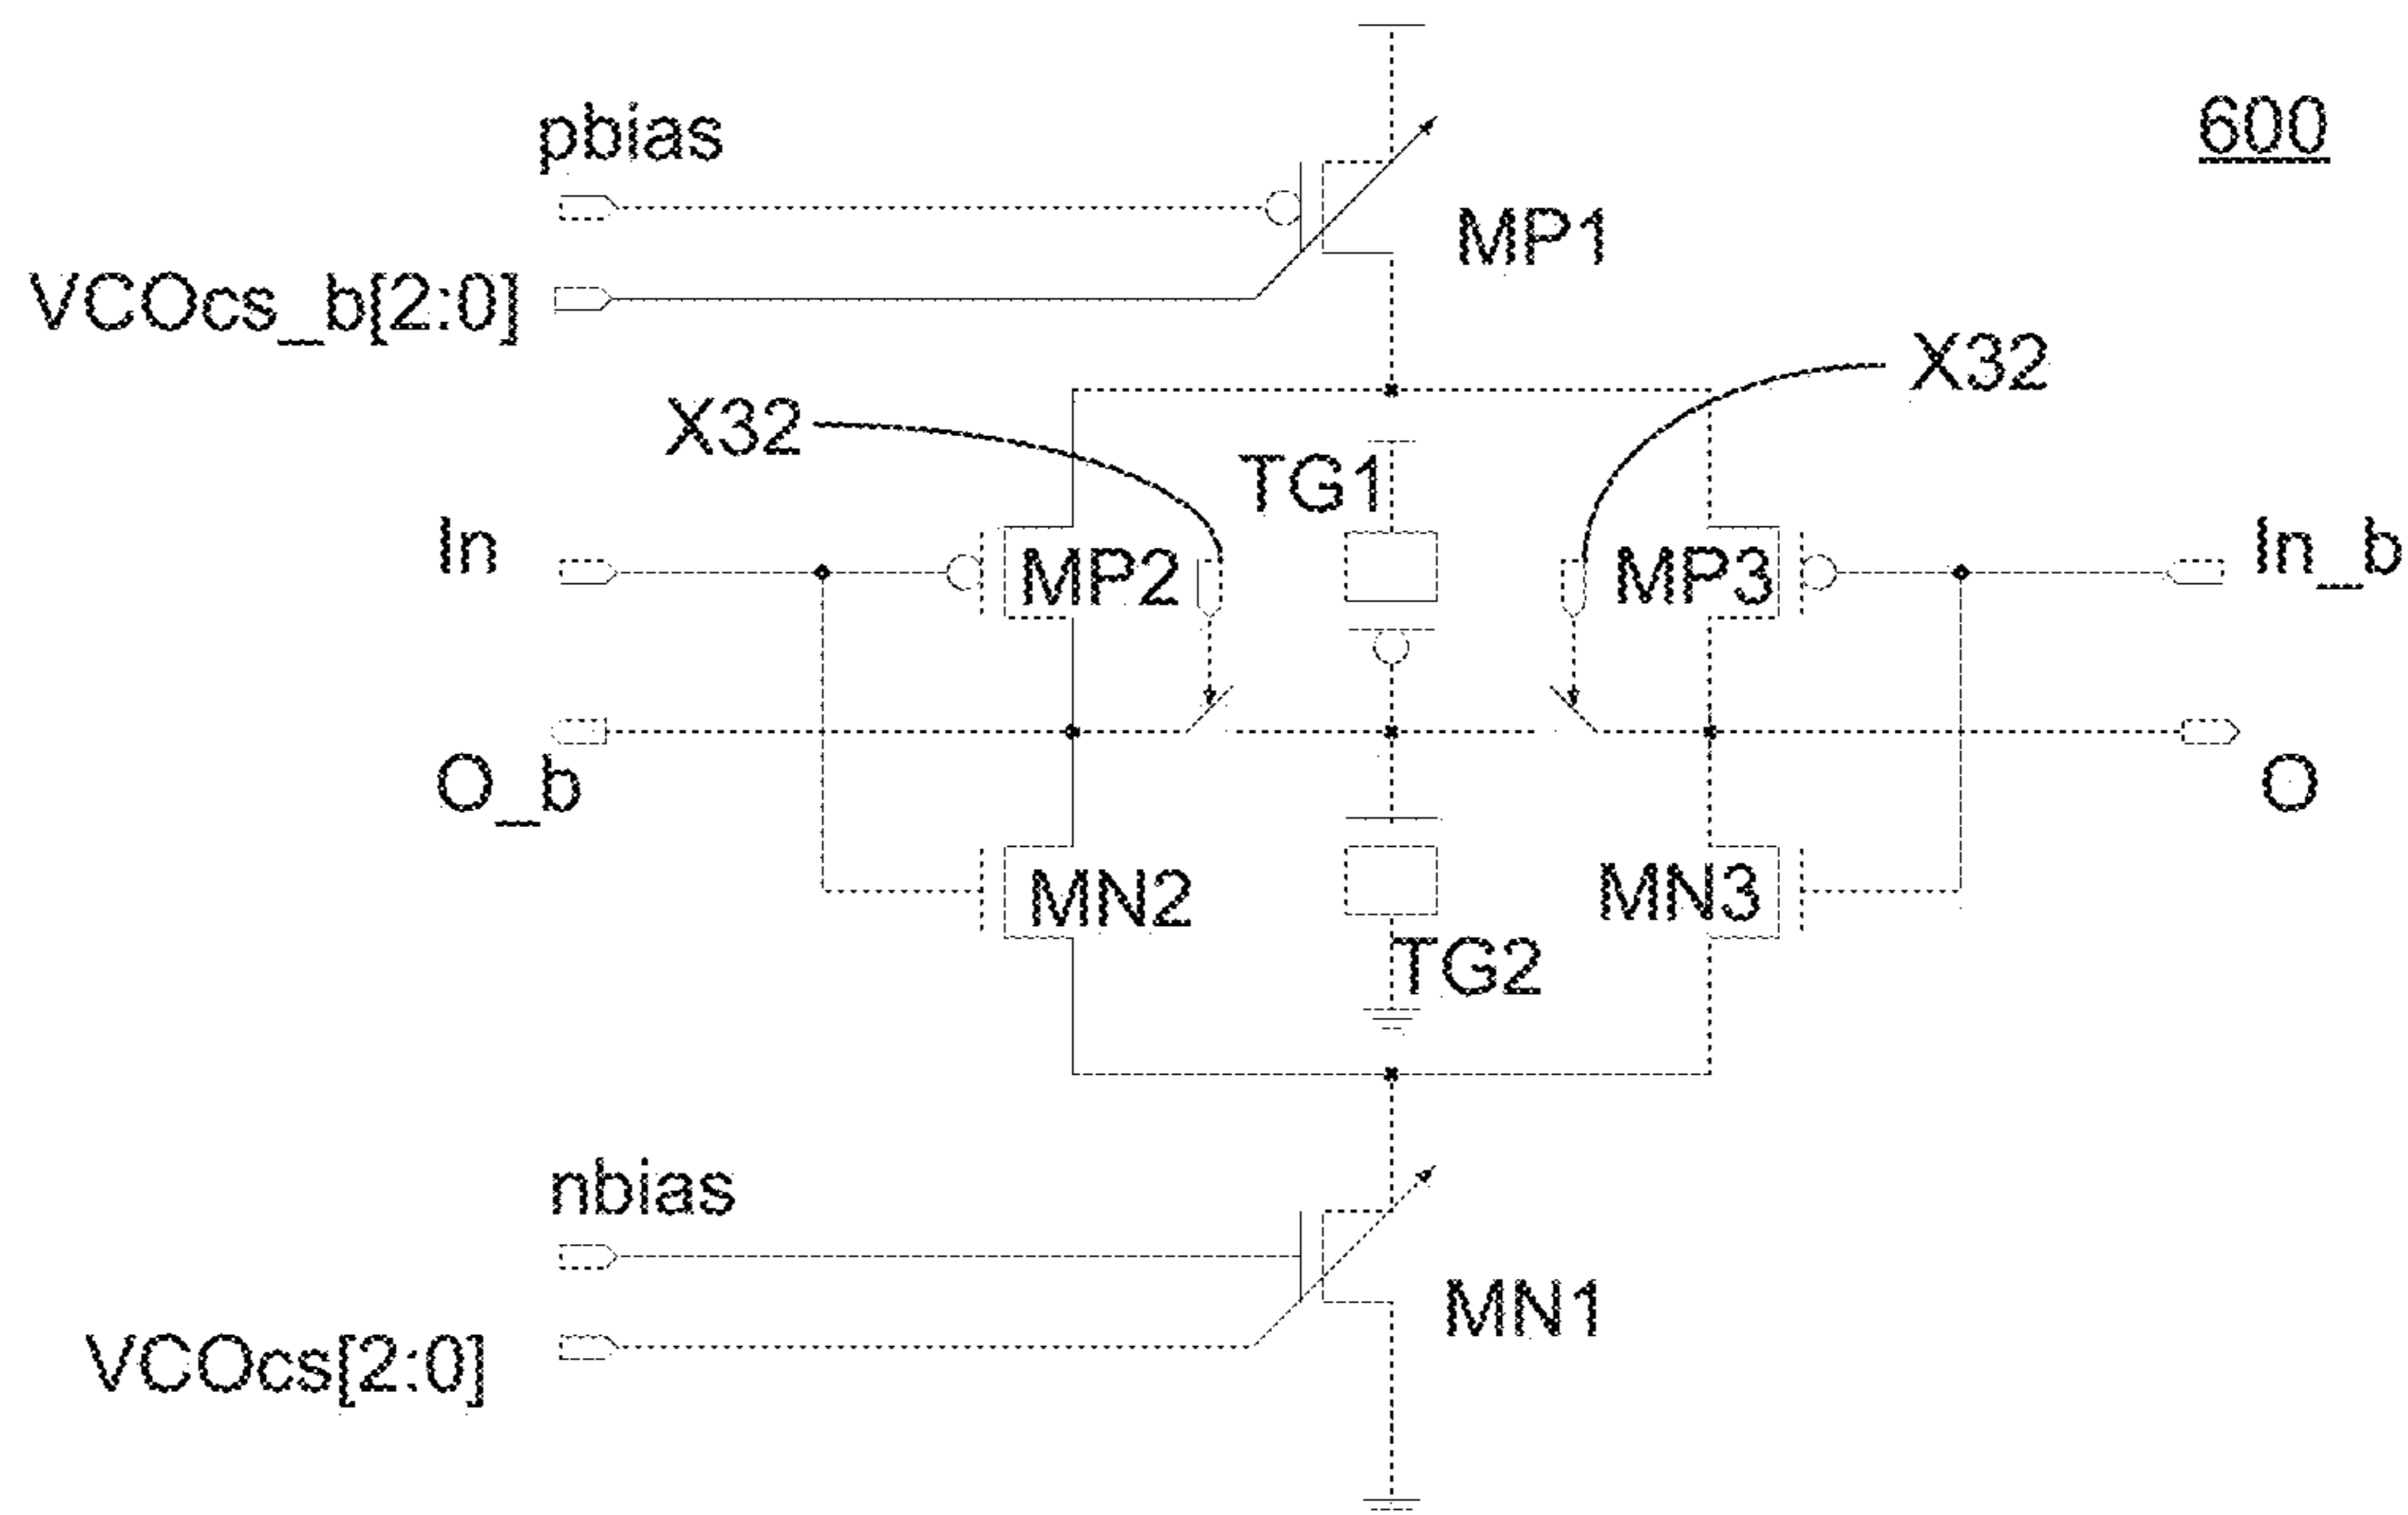 600
pbias
MP1
VCOcs_b[2:0]
X32
X32
TG1
In
MP2
MP3
In_b
O_b
O
MN2
MN3
TG2
nbias
MN1
VCOcs[2:0]